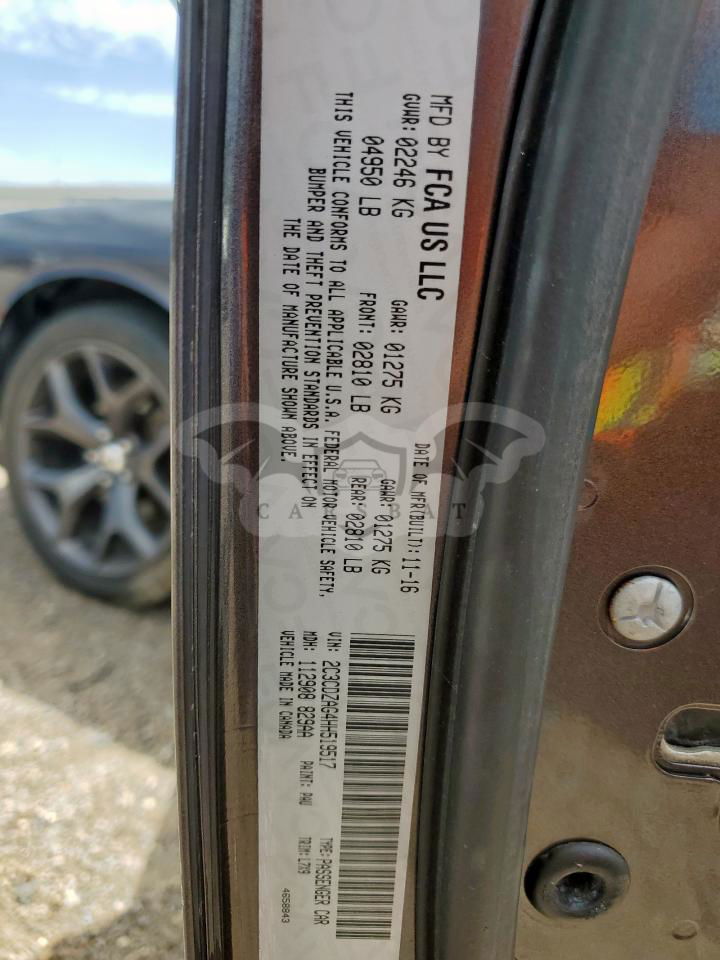 MFD BY FCA US LLC
DATE OF MFR(BUILT): 11-16
GVWR: 02246 KG GAWR: 01275 KG GAWR: 01275 KG
04950 LB FRONT: 02810 LB REAR: 02810 LB
THIS VEHICLE CONFORMS TO ALL APPLICABLE U.S.A. FEDERAL MOTOR VEHICLE SAFETY,
BUMPER AND THEFT PREVENTION STANDARDS IN EFFECT ON
THE DATE OF MANUFACTURE SHOWN ABOVE.
VIN: 2C3CDZAG4HH519517 TYPE: PASSENGER CAR
MDH: 112908 829AA PAINT: PAU TRIM: L7X9
VEHICLE MADE IN CANADA 4658843
CARSBAT